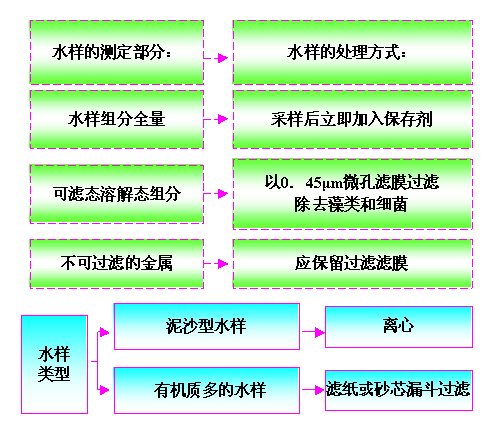 水样的测定部分：
水样的处理方式：
水样组分全量
采样后立即加入保存剂
可滤态溶解态组分
以0．45μm微孔滤膜过滤
除去藻类和细菌
不可过滤的金属
应保留过滤滤膜
水样
类型
泥沙型水样
离心
有机质多的水样
滤纸或砂芯漏斗过滤